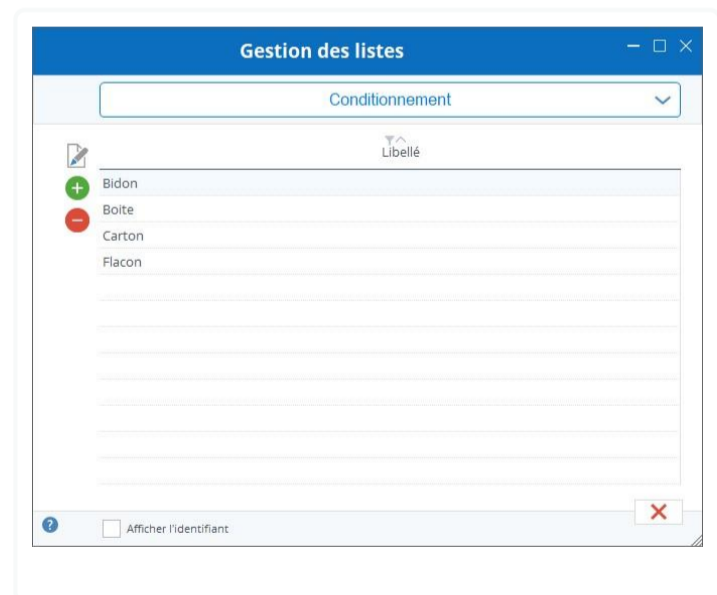 Gestion des listes
Conditionnement
Libellé
Bidon
Boite
Carton
Flacon
? Afficher l'identifiant